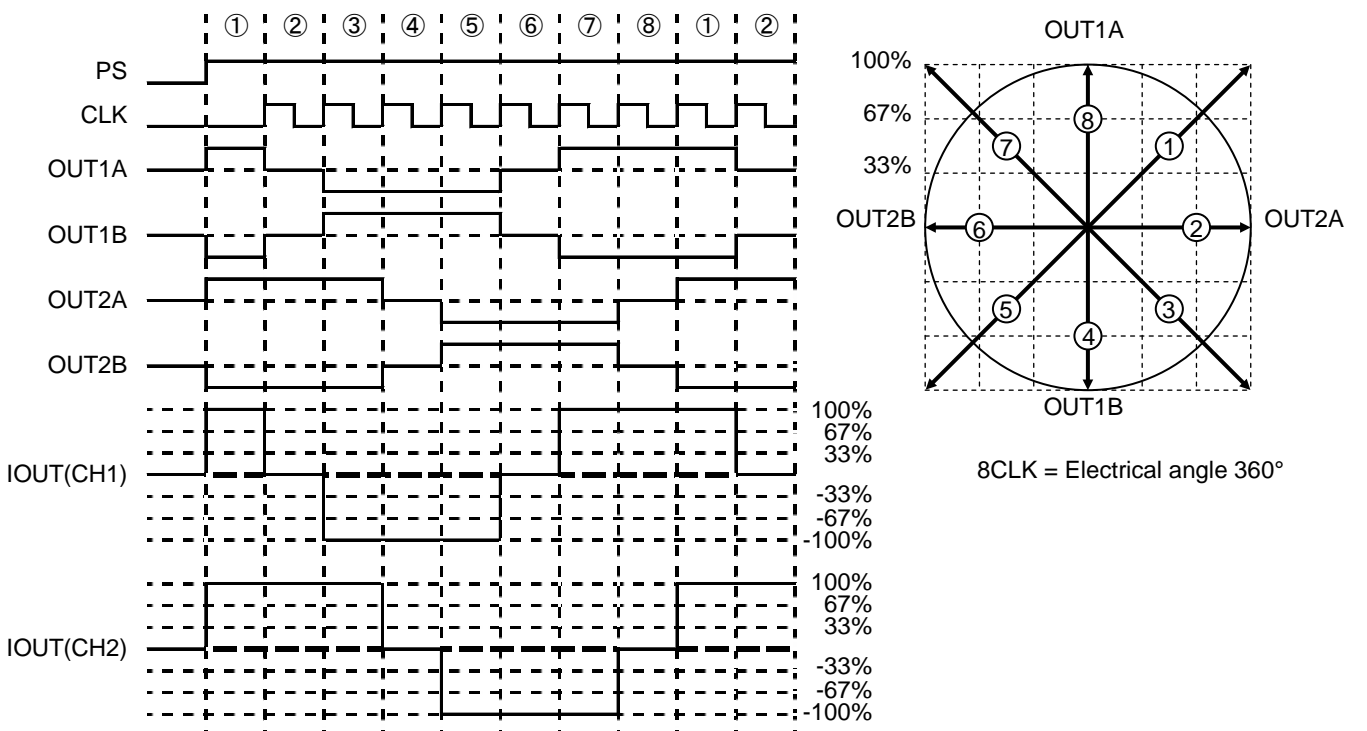 ① ② ③ ④ ⑤ ⑥ ⑦ ⑧ ① ②
PS
CLK
OUT1A
OUT1B
OUT2A
OUT2B
IOUT(CH1)
100%
67%
33%
-33%
-67%
-100%
IOUT(CH2)
100%
67%
33%
-33%
-67%
-100%
OUT1A
100%
67%
33%
⑧
⑦ ①
OUT2B ⑥ ② OUT2A
⑤ ③
④
OUT1B
8CLK = Electrical angle 360°